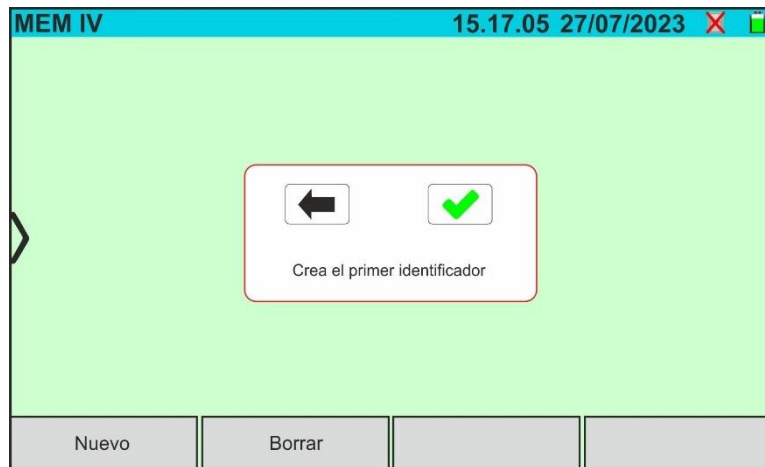 MEM IV 15.17.05 27/07/2023
Crea el primer identificador
Nuevo Borrar